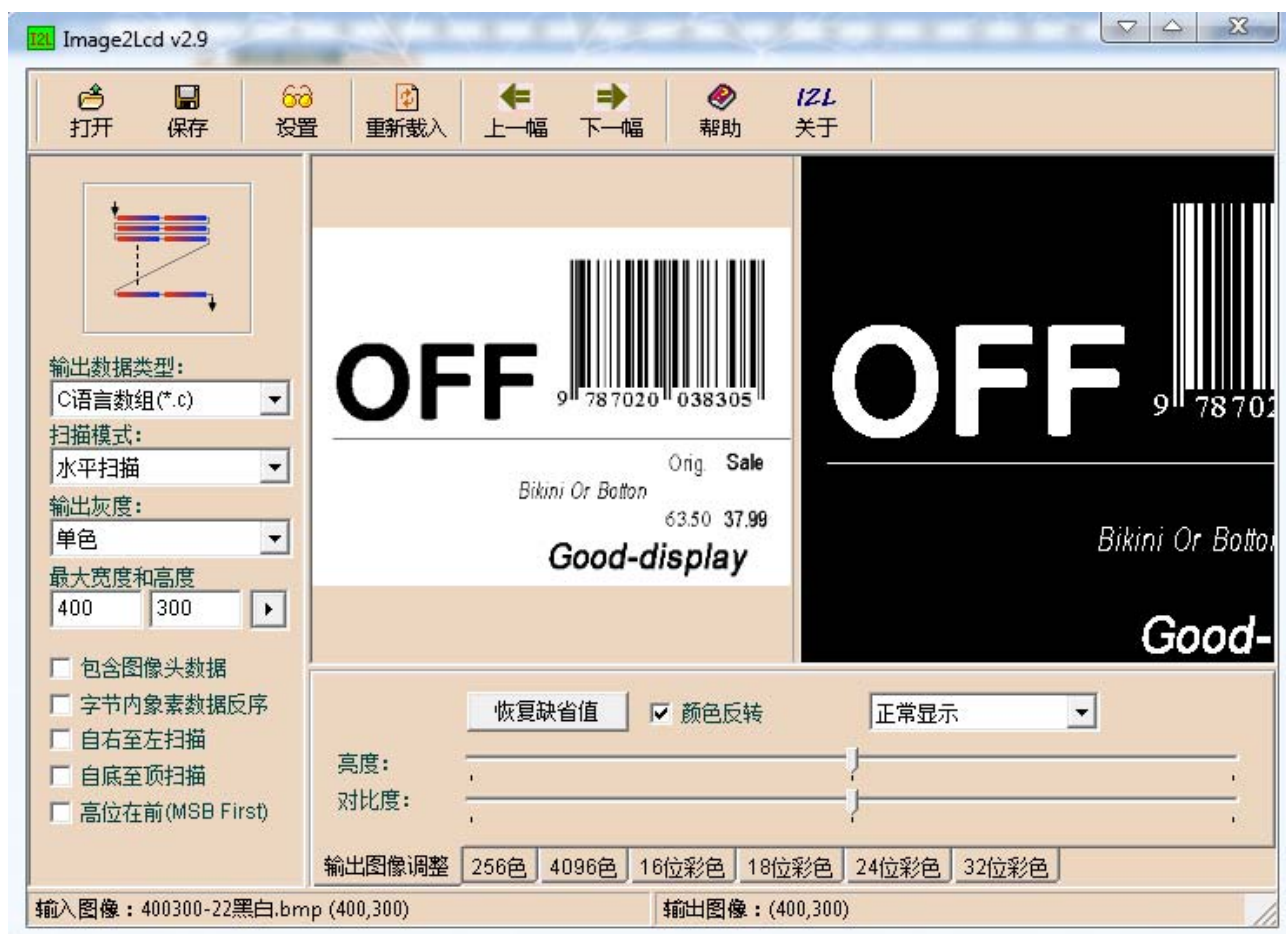 I2L Image2Lcd v2.9
打开 保存 设置 重新载入 上一幅 下一幅 帮助 I2L 关于
输出数据类型:
C语言数组(*.c)
扫描模式:
水平扫描
输出灰度:
单色
最大宽度和高度
400 300
包含图像头数据
字节内象素数据反序
自右至左扫描
自底至顶扫描
高位在前(MSB First)
OFF
9 787020 038305
Orig. Sale
Bikini Or Botton
63.50 37.99
Good-display
OFF
9 78702
Bikini Or Botto
Good-
恢复缺省值 颜色反转 正常显示
亮度:
对比度:
输出图像调整 256色 4096色 16位彩色 18位彩色 24位彩色 32位彩色
输入图像:400300-22黑白.bmp (400,300) 输出图像:(400,300)